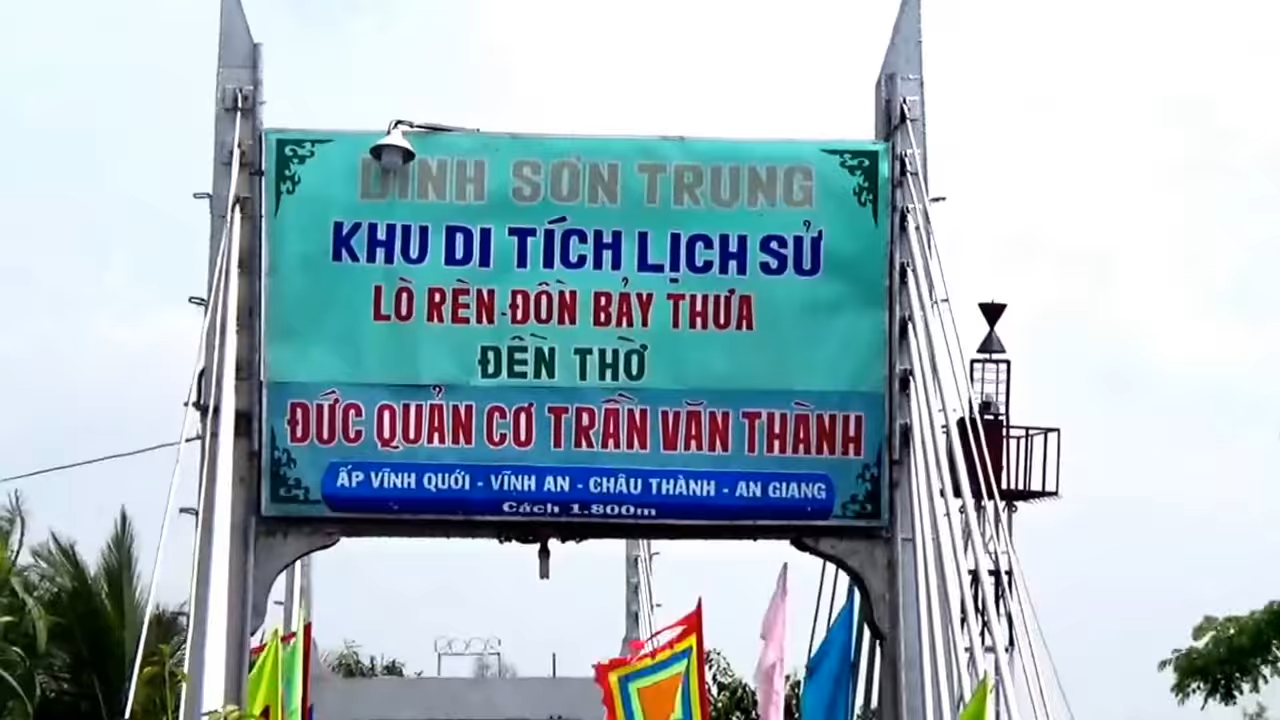 DINH SƠN TRUNG
KHU DI TÍCH LỊCH SỬ
LÒ RÈN-ĐỒN BẢY THƯA
ĐỀN THỜ
ĐỨC QUẢN CƠ TRẦN VĂN THÀNH
ẤP VĨNH QUỚI - VĨNH AN - CHÂU THÀNH - AN GIANG
Cách 1.800m